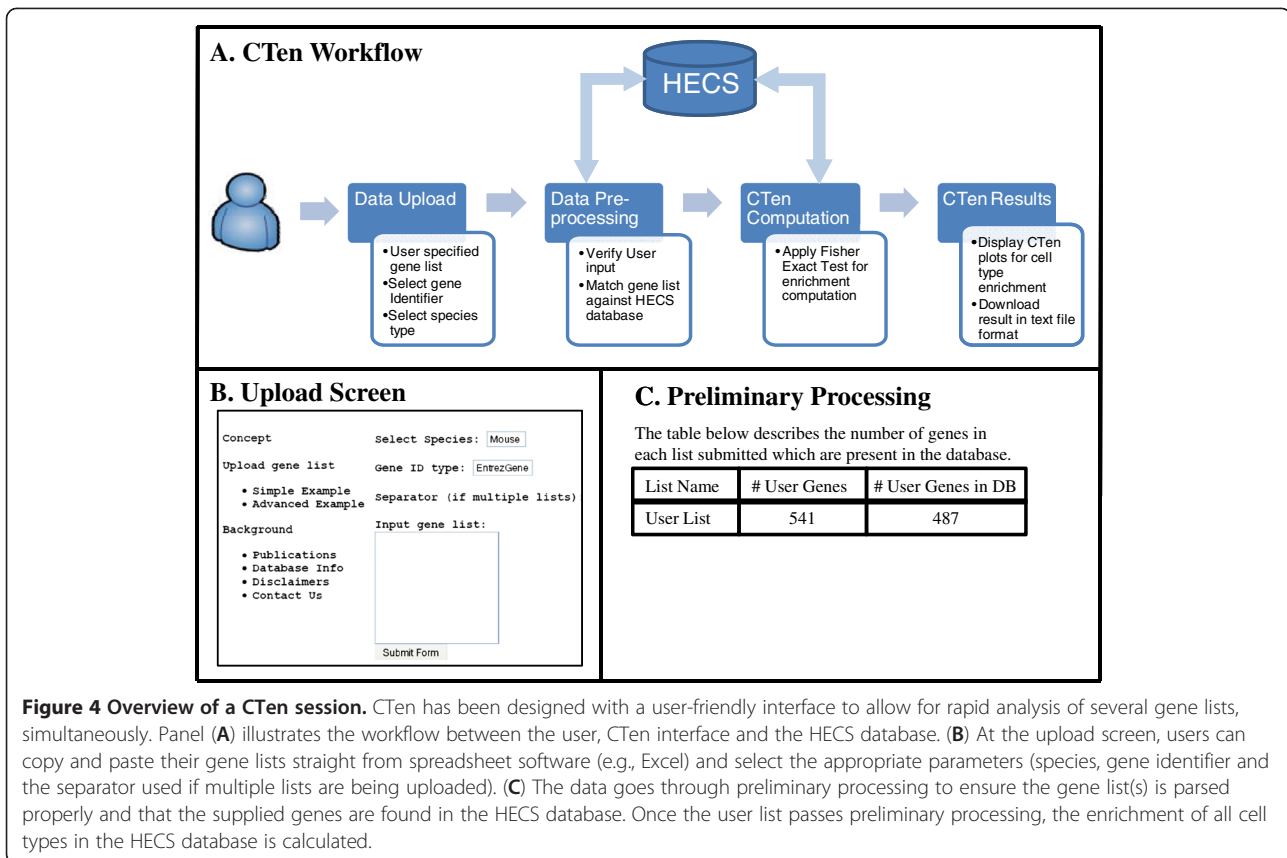 A. CTen Workflow
HECS
Data Upload
•User specified
gene list
•Select gene
Identifier
•Select species
type
Data Pre-
processing
•Verify User
input
•Match gene list
against HECS
database
CTen
Computation
•Apply Fisher
Exact Test for
enrichment
computation
CTen Results
•Display CTen
plots for cell
type
enrichment
•Download
result in text file
format
B. Upload Screen
Concept
Upload gene list
• Simple Example
• Advanced Example
Background
• Publications
• Database Info
• Disclaimers
• Contact Us
Select Species: Mouse
Gene ID type: EntrezGene
Separator (if multiple lists)
Input gene list:
Submit Form
C. Preliminary Processing
The table below describes the number of genes in
each list submitted which are present in the database.
List Name # User Genes # User Genes in DB
User List 541 487
Figure 4 Overview of a CTen session. CTen has been designed with a user-friendly interface to allow for rapid analysis of several gene lists,
simultaneously. Panel (A) illustrates the workflow between the user, CTen interface and the HECS database. (B) At the upload screen, users can
copy and paste their gene lists straight from spreadsheet software (e.g., Excel) and select the appropriate parameters (species, gene identifier and
the separator used if multiple lists are being uploaded). (C) The data goes through preliminary processing to ensure the gene list(s) is parsed
properly and that the supplied genes are found in the HECS database. Once the user list passes preliminary processing, the enrichment of all cell
types in the HECS database is calculated.